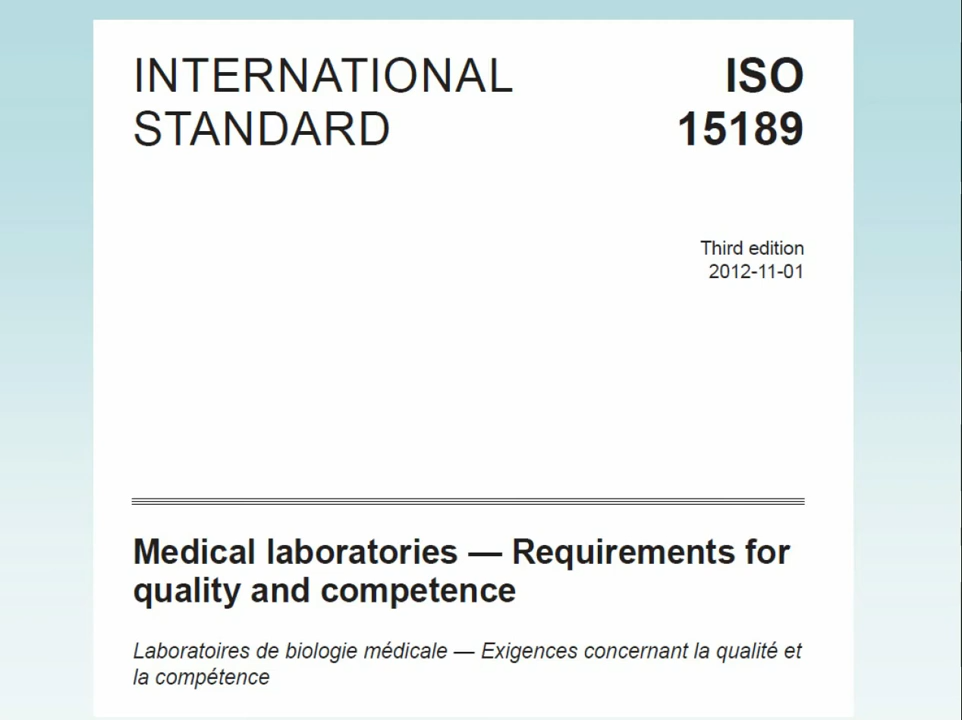 INTERNATIONAL STANDARD
ISO 15189
Third edition
2012-11-01
Medical laboratories — Requirements for
quality and competence
Laboratoires de biologie médicale — Exigences concernant la qualité et
la compétence